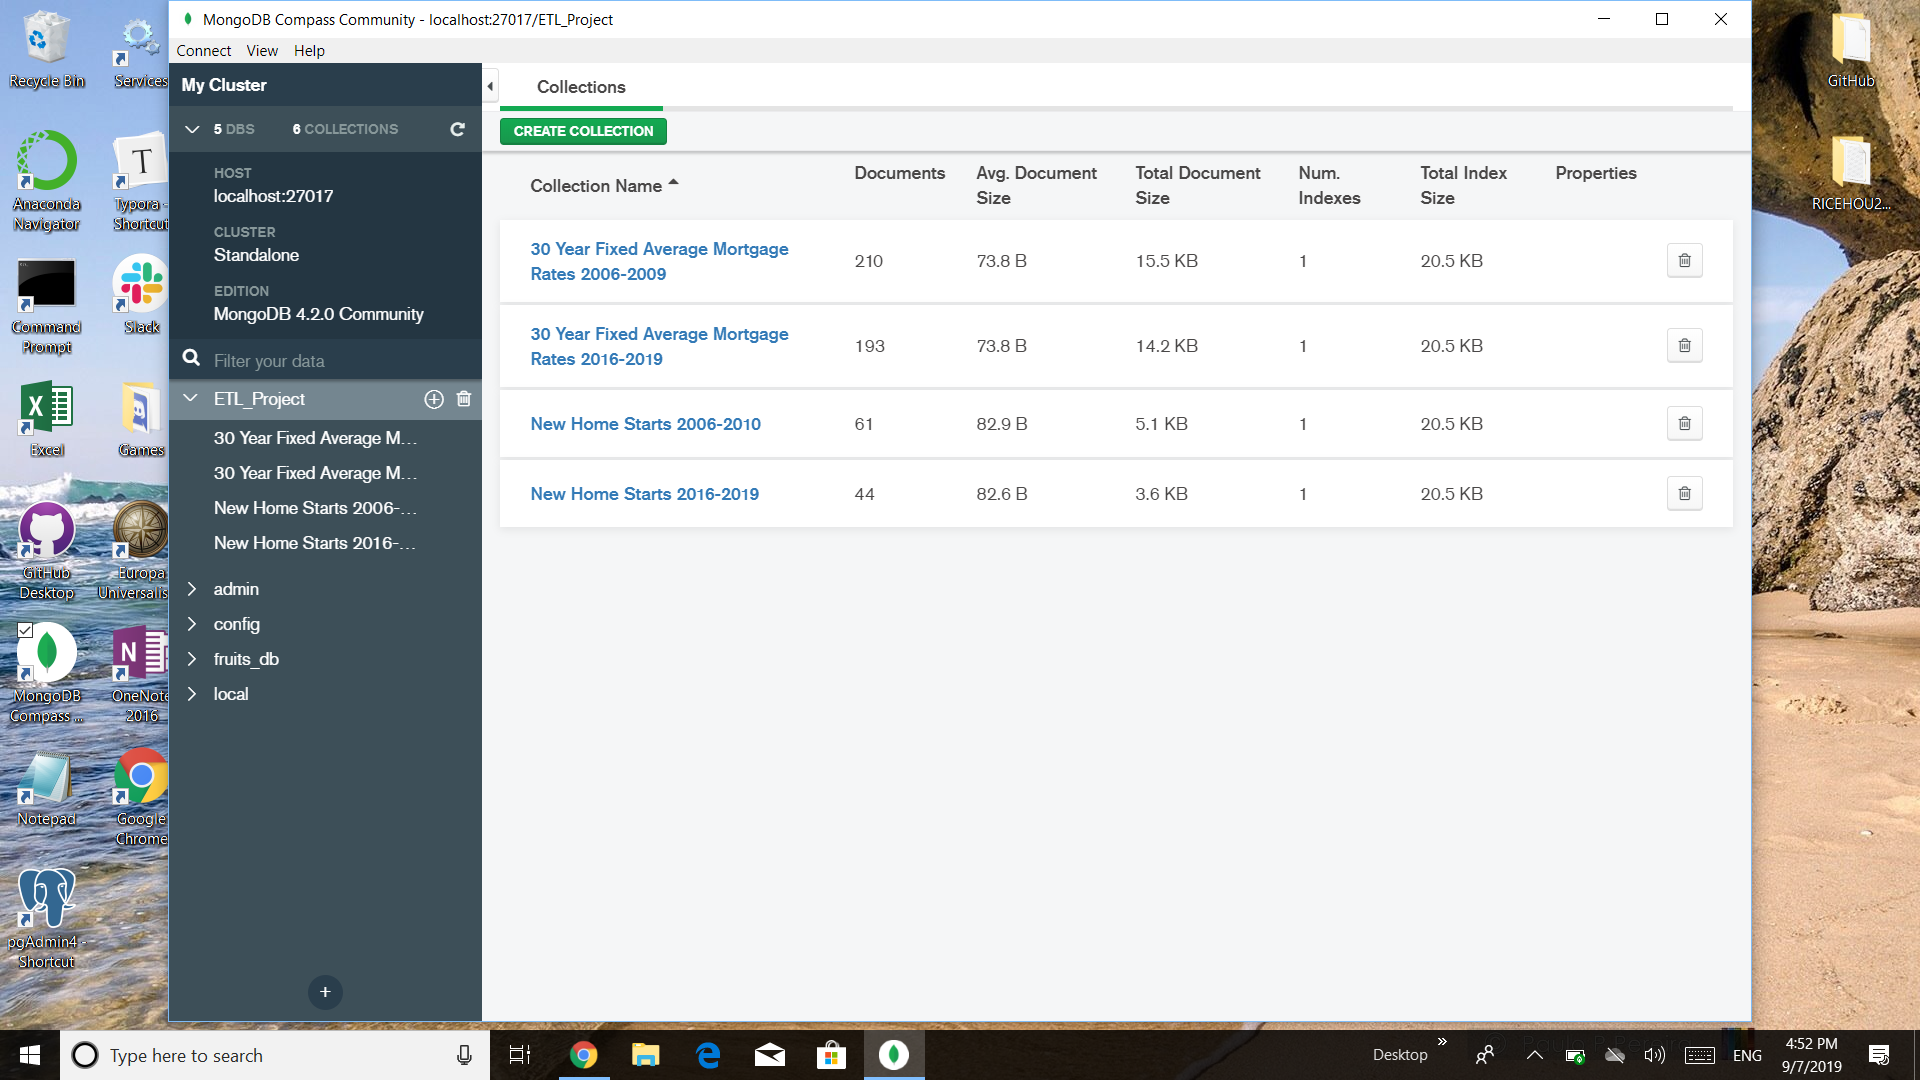 MongoDB Compass Community - localhost:27017/ETL_Project
Connect View Help
My Cluster
5 DBS 6 COLLECTIONS
HOST
localhost:27017
CLUSTER
Standalone
EDITION
MongoDB 4.2.0 Community
Filter your data
ETL_Project
30 Year Fixed Average M...
30 Year Fixed Average M...
New Home Starts 2006-...
New Home Starts 2016-...
admin
config
fruits_db
local
+
Collections
CREATE COLLECTION
Collection Name
Documents
Avg. Document
Size
Total Document
Size
Num.
Indexes
Total Index
Size
Properties
30 Year Fixed Average Mortgage
Rates 2006-2009
210 73.8 B 15.5 KB 1 20.5 KB
30 Year Fixed Average Mortgage
Rates 2016-2019
193 73.8 B 14.2 KB 1 20.5 KB
New Home Starts 2006-2010 61 82.9 B 5.1 KB 1 20.5 KB
New Home Starts 2016-2019 44 82.6 B 3.6 KB 1 20.5 KB
Recycle Bin
Services
Anaconda
Navigator
Typora -
Shortcut
Command
Prompt
Slack
Excel
Games
GitHub
Desktop
Europa
Universalis
MongoDB
Compass ...
OneNote
2016
Notepad
Google
Chrome
pgAdmin4 -
Shortcut
GitHub
RICEHOU2...
Type here to search
Desktop
ENG
4:52 PM
9/7/2019